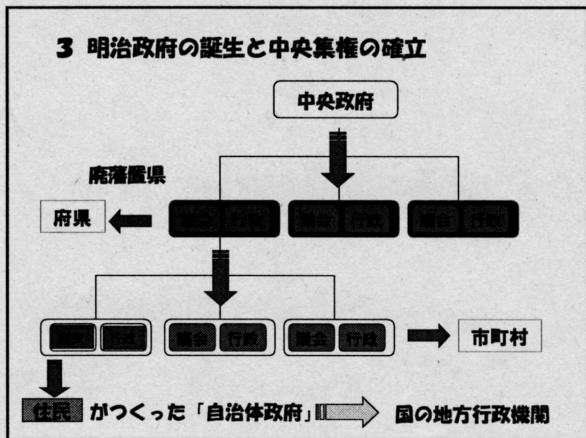 3 明治政府の誕生と中央集権の確立
中央政府
廃藩置県
府県
議会 行政 議会 行政 議会 行政
行政 議会 行政 議会 行政
市町村
住民 がつくった「自治体政府」 国の地方行政機関